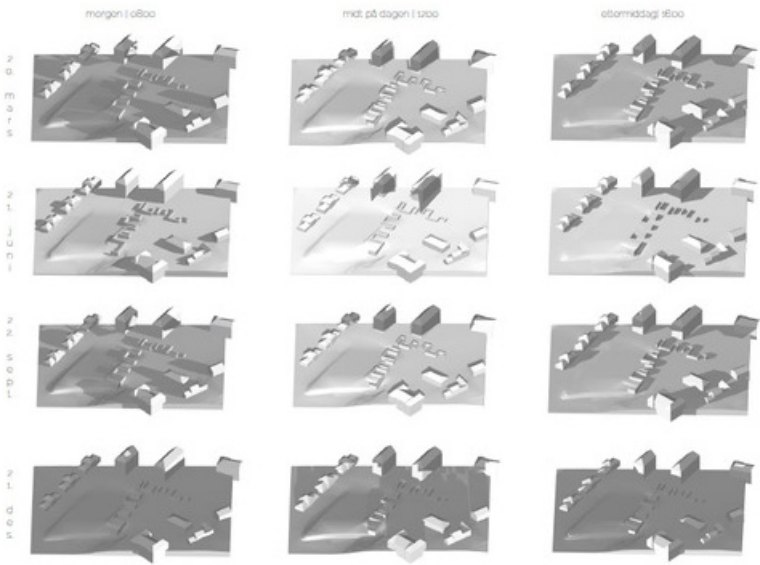 morgen | 0800
midt på dagen | 1200
ettermiddag | 1600
20. mars
21. juni
22. sept.
21. des.